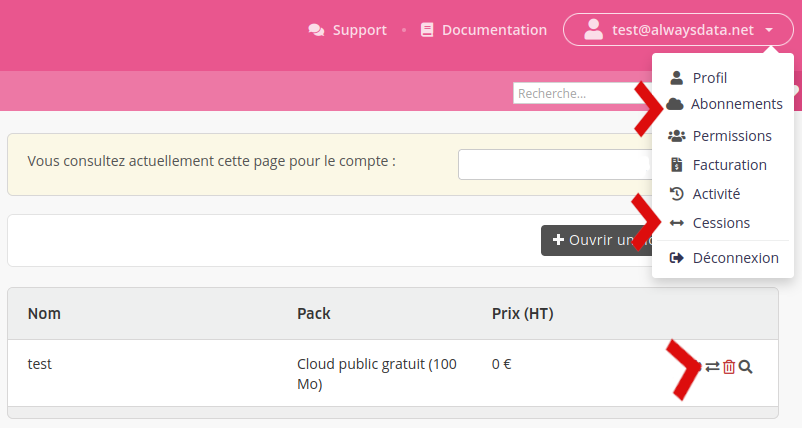 Support • Documentation test@alwaysdata.net
Profil
Recherche...
Abonnements
Permissions
Vous consultez actuellement cette page pour le compte :
Facturation
Activité
Cessions
Ouvrir un
Déconnexion
Nom Pack Prix (HT)
test Cloud public gratuit (100 0 €
Mo)